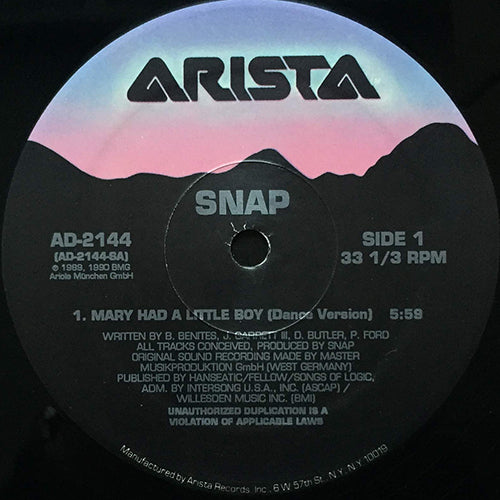 ARISTA
SNAP
AD-2144
(AD-2144-SA)
℗ 1989, 1990 BMG
Ariola München GmbH
SIDE 1
33 1/3 RPM
1. MARY HAD A LITTLE BOY (Dance Version) 5:59
WRITTEN BY B. BENITES, J. GARRETT III, D. BUTLER, P. FORD
ALL TRACKS CONCEIVED, PRODUCED BY SNAP
ORIGINAL SOUND RECORDING MADE BY MASTER
MUSIKPRODUKTION GmbH (WEST GERMANY)
PUBLISHED BY HANSEATIC/FELLOW/SONGS OF LOGIC,
ADM. BY INTERSONG U.S.A., INC. (ASCAP) /
WILLESDEN MUSIC INC. (BMI)
UNAUTHORIZED DUPLICATION IS A
VIOLATION OF APPLICABLE LAWS
Manufactured by Arista Records, Inc., 6 W 57th St., N.Y., N.Y. 10019